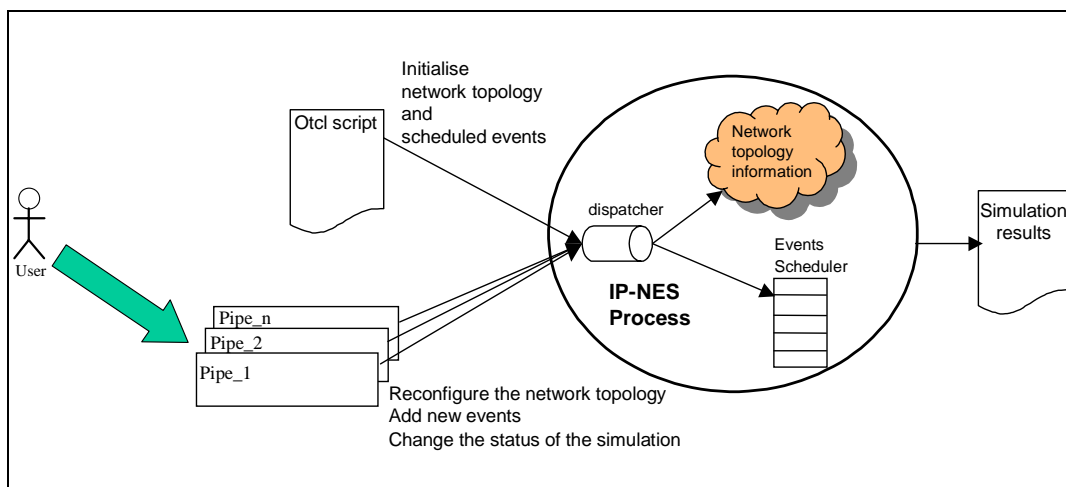 Initialise
network topology
and
scheduled events
Otcl script
Network
topology
information
dispatcher
Events
Scheduler
IP-NES
Process
Simulation
results
User
Pipe_n
Pipe_2
Pipe_1
Reconfigure the network topology
Add new events
Change the status of the simulation